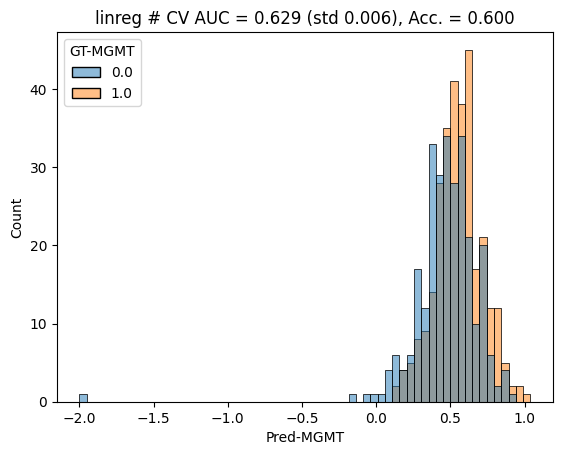 linreg # CV AUC = 0.629 (std 0.006), Acc. = 0.600
GT-MGMT
0.0
1.0
Count
40
30
20
10
0
−2.0 −1.5 −1.0 −0.5 0.0 0.5 1.0
Pred-MGMT